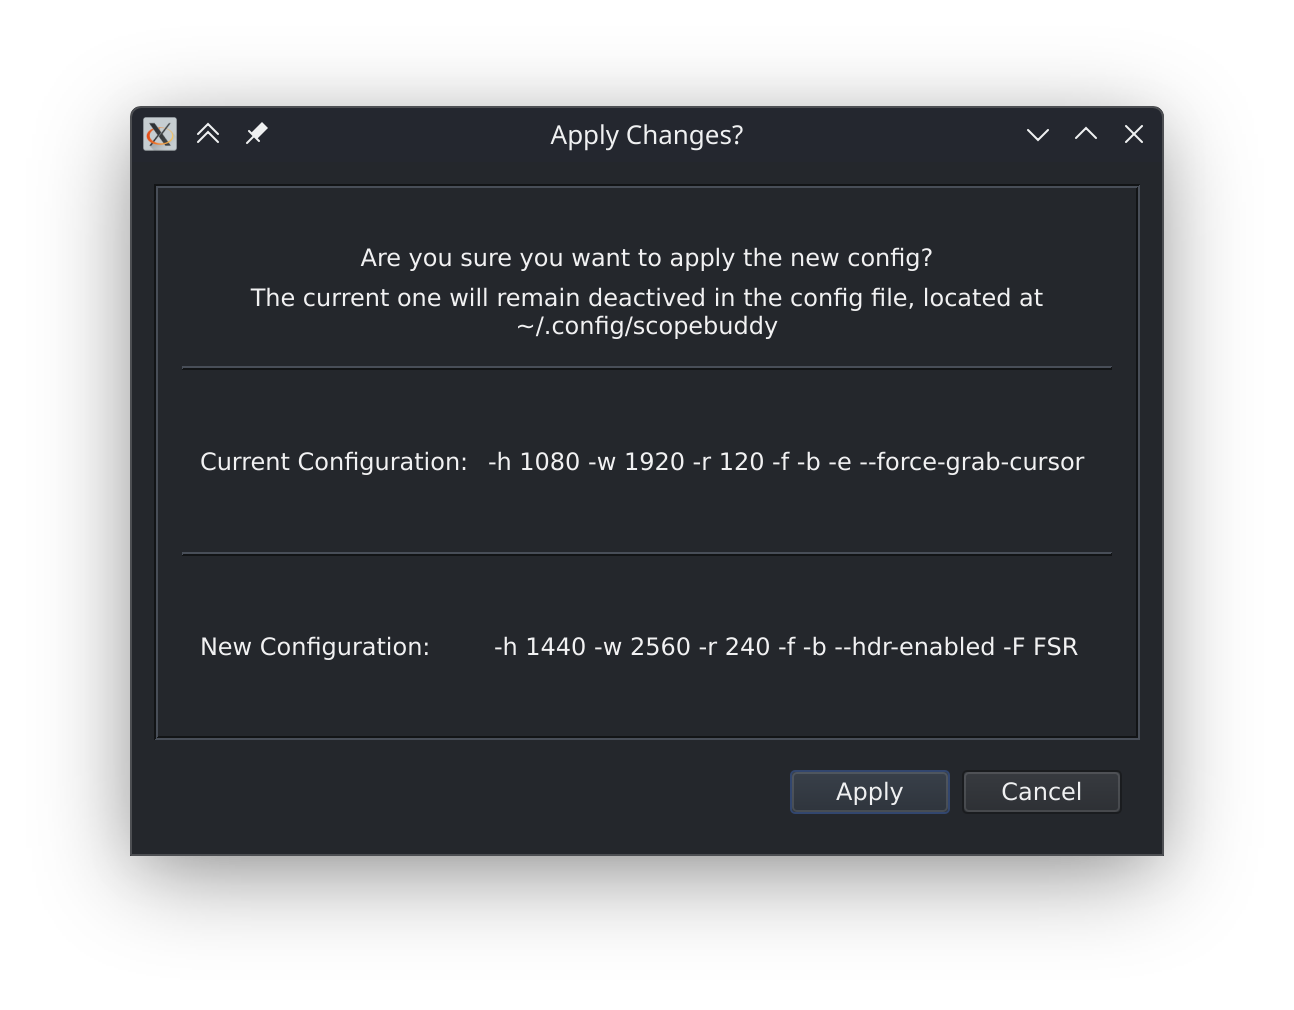 Apply Changes?
Are you sure you want to apply the new config?
The current one will remain deactived in the config file, located at
~/.config/scopebuddy
Current Configuration: -h 1080 -w 1920 -r 120 -f -b -e --force-grab-cursor
New Configuration: -h 1440 -w 2560 -r 240 -f -b --hdr-enabled -F FSR
Apply Cancel